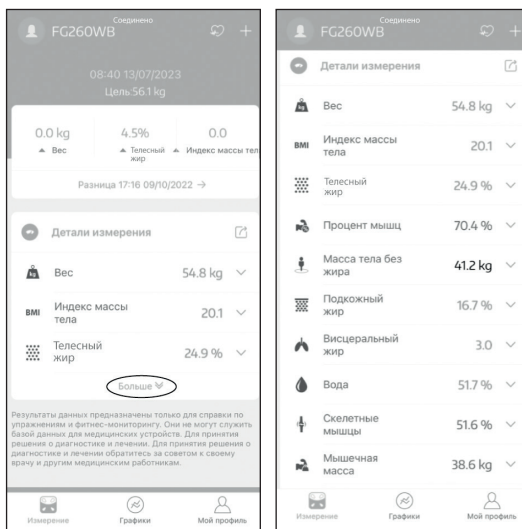 Соединено
FG260WB
08:40 13/07/2023
Цель:56.1 kg
0.0 kg 4.5% 0.0
Вес Телесный жир Индекс массы тел
Разница 17:16 09/10/2022 →
Детали измерения
kg Вес 54.8 kg
BMI Индекс массы тела 20.1
Телесный жир 24.9 %
Больше
Результаты данных предназначены только для справки по
упражнениям и фитнес-мониторингу. Они не могут служить
базой данных для медицинских устройств. Для принятия
решения о диагностике и лечении. Для принятия решения о
диагностике и лечении обратитесь за советом к своему
врачу и другим медицинским работникам.
Измерение Графики Мой профиль
Соединено
FG260WB
Детали измерения
kg Вес 54.8 kg
BMI Индекс массы тела 20.1
Телесный жир 24.9 %
Процент мышц 70.4 %
Масса тела без жира 41.2 kg
Подкожный жир 16.7 %
Висцеральный жир 3.0
Вода 51.7 %
Скелетные мышцы 51.6 %
Мышечная масса 38.6 kg
Измерение Графики Мой профиль